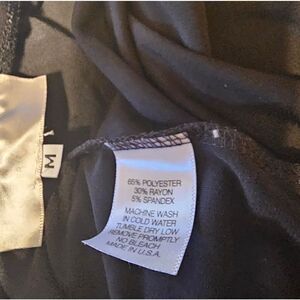 M
65% POLYESTER
30% RAYON
5% SPANDEX
MACHINE WASH
IN COLD WATER
TUMBLE DRY LOW
REMOVE PROMPTLY
NO BLEACH
MADE IN U.S.A.